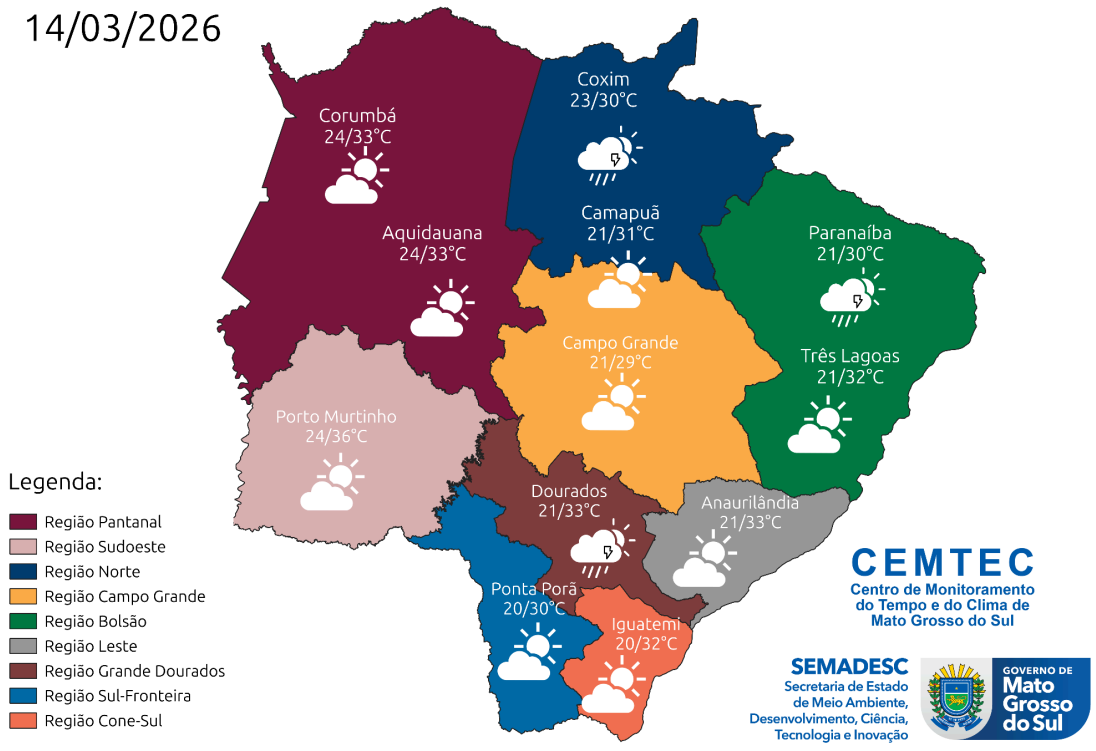 14/03/2026
Coxim
23/30°C
Corumbá
24/33°C
Camapuã
21/31°C
Aquidauana
24/33°C
Paranaíba
21/30°C
Campo Grande
21/29°C
Três Lagoas
21/32°C
Porto Murtinho
24/36°C
Dourados
21/33°C
Anaurilândia
21/33°C
Ponta Porã
20/30°C
Iguatemi
20/32°C
Legenda:
Região Pantanal
Região Sudoeste
Região Norte
Região Campo Grande
Região Bolsão
Região Leste
Região Grande Dourados
Região Sul-Fronteira
Região Cone-Sul
CEMTEC
Centro de Monitoramento
do Tempo e do Clima de
Mato Grosso do Sul
SEMADESC
Secretaria de Estado
de Meio Ambiente,
Desenvolvimento, Ciência,
Tecnologia e Inovação
GOVERNO DE
Mato
Grosso
do Sul